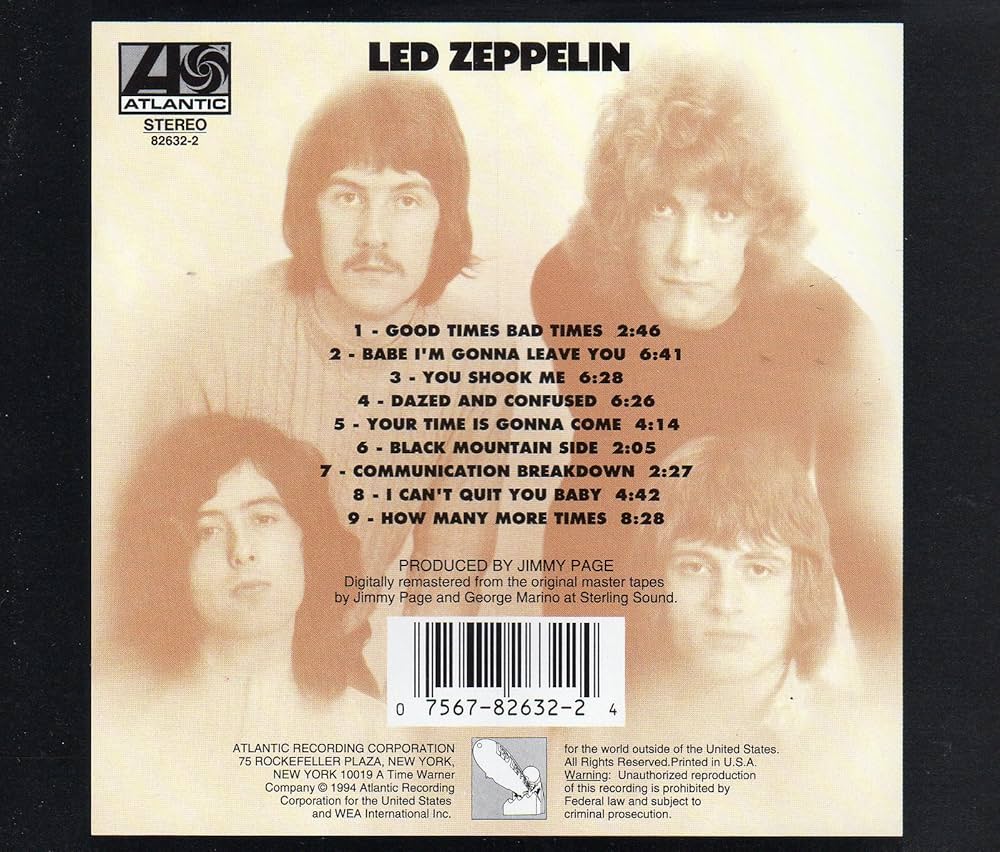 LED ZEPPELIN
ATLANTIC
STEREO
82632-2
1 - GOOD TIMES BAD TIMES 2:46
2 - BABE I'M GONNA LEAVE YOU 6:41
3 - YOU SHOOK ME 6:28
4 - DAZED AND CONFUSED 6:26
5 - YOUR TIME IS GONNA COME 4:14
6 - BLACK MOUNTAIN SIDE 2:05
7 - COMMUNICATION BREAKDOWN 2:27
8 - I CAN'T QUIT YOU BABY 4:42
9 - HOW MANY MORE TIMES 8:28
PRODUCED BY JIMMY PAGE
Digitally remastered from the original master tapes
by Jimmy Page and George Marino at Sterling Sound.
0 7567-82632-2 4
ATLANTIC RECORDING CORPORATION
75 ROCKEFELLER PLAZA, NEW YORK,
NEW YORK 10019 A Time Warner
Company © 1994 Atlantic Recording
Corporation for the United States
and WEA International Inc.
for the world outside of the United States.
All Rights Reserved.Printed in U.S.A.
Warning: Unauthorized reproduction
of this recording is prohibited by
Federal law and subject to
criminal prosecution.